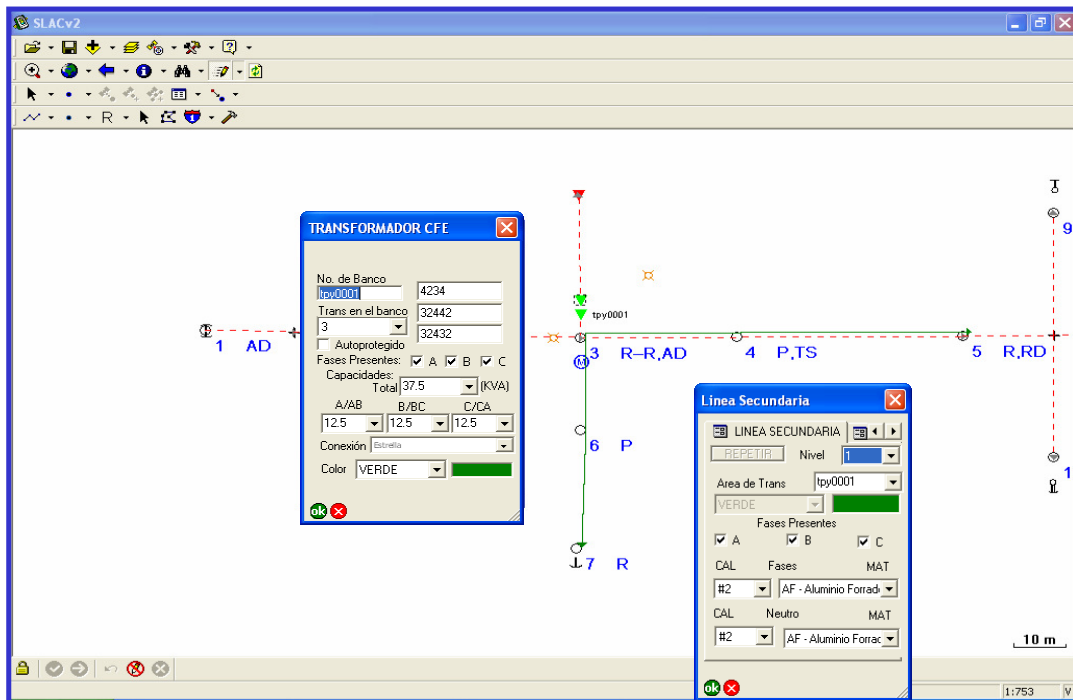 SLACv2
R
tpy0001
1 AD
3 R-R,AD
4 P,TS
5 R,RD
9
1
6 P
7 R
TRANSFORMADOR CFE
No. de Banco
tpy0001
4234
Trans en el banco
32442
3
32432
Autoprotegido
Fases Presentes: A B C
Capacidades:
Total 37.5 (KVA)
A/AB B/BC C/CA
12.5 12.5 12.5
Conexión Estrella
Color VERDE
ok
Linea Secundaria
LINEA SECUNDARIA
REPETIR Nivel 1
Area de Trans tpy0001
VERDE
Fases Presentes
A B C
CAL Fases MAT
#2 AF - Aluminio Forrad
CAL Neutro MAT
#2 AF - Aluminio Forrac
ok
10 m
1:753